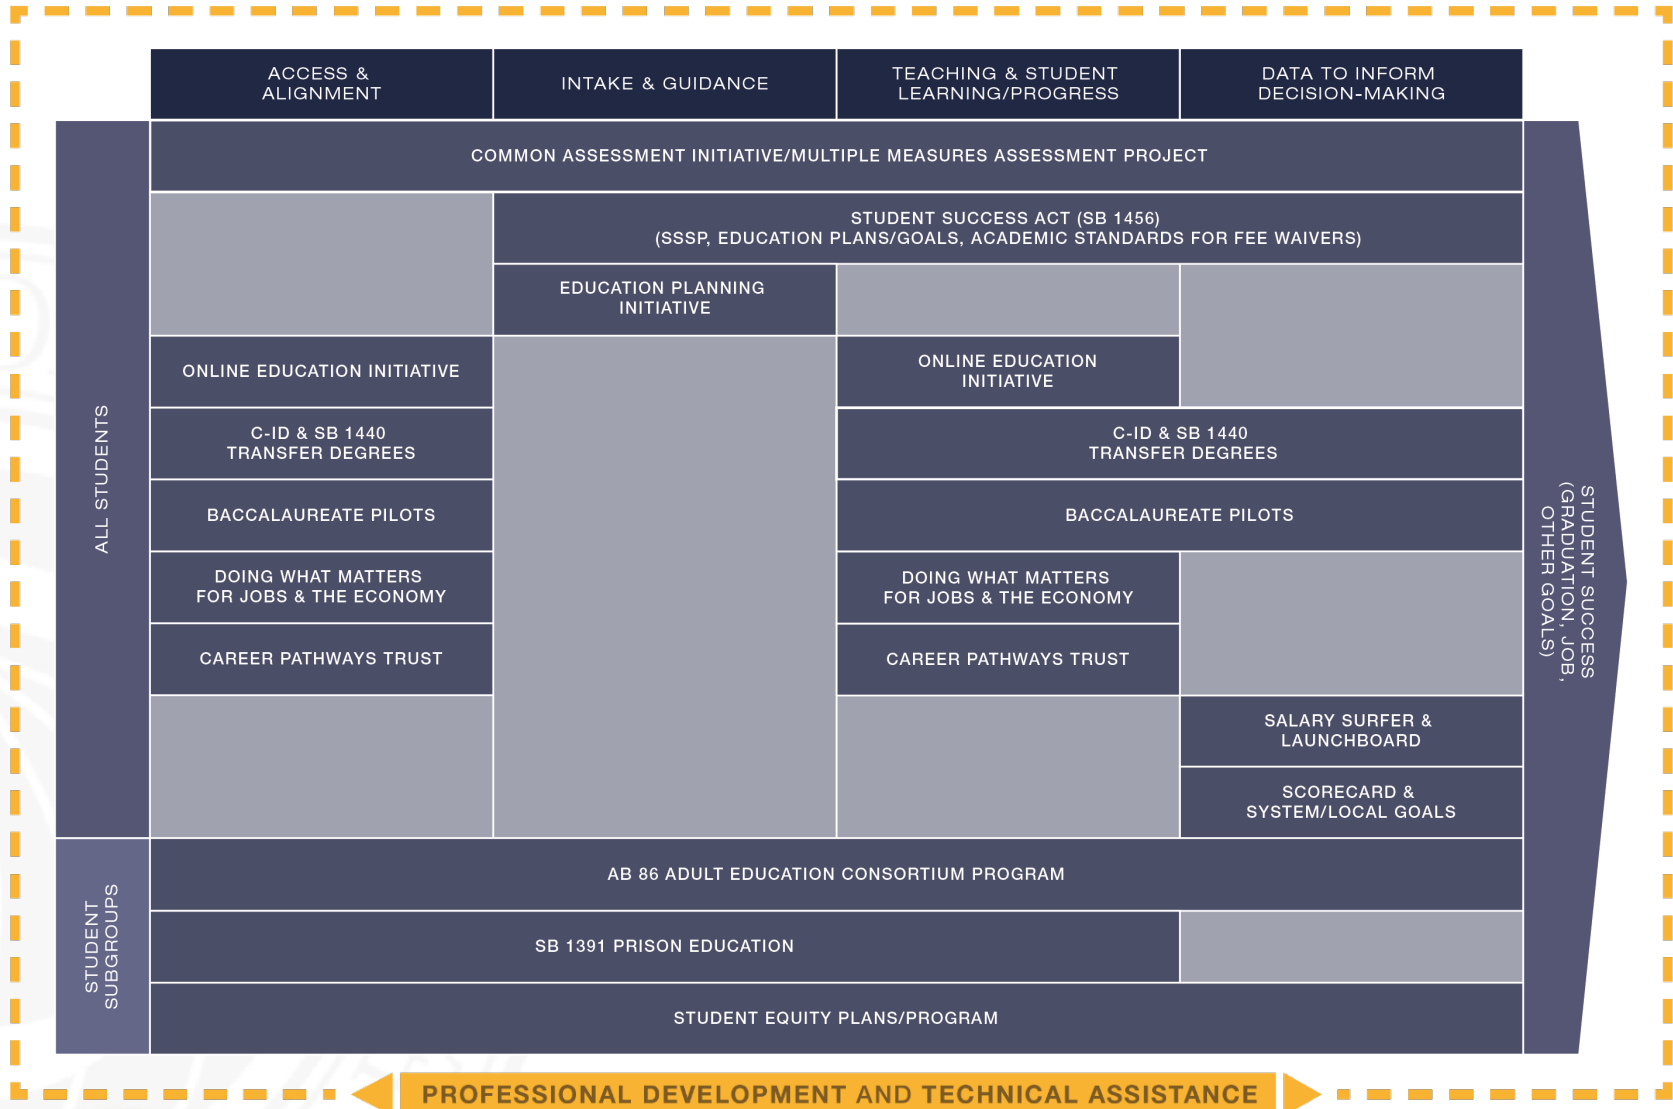 ACCESS &
ALIGNMENT
INTAKE & GUIDANCE
TEACHING & STUDENT
LEARNING/PROGRESS
DATA TO INFORM
DECISION-MAKING
ALL STUDENTS
COMMON ASSESSMENT INITIATIVE/MULTIPLE MEASURES ASSESSMENT PROJECT
STUDENT SUCCESS ACT (SB 1456)
(SSSP, EDUCATION PLANS/GOALS, ACADEMIC STANDARDS FOR FEE WAIVERS)
EDUCATION PLANNING
INITIATIVE
ONLINE EDUCATION INITIATIVE
ONLINE EDUCATION
INITIATIVE
C-ID & SB 1440
TRANSFER DEGREES
C-ID & SB 1440
TRANSFER DEGREES
BACCALAUREATE PILOTS
BACCALAUREATE PILOTS
DOING WHAT MATTERS
FOR JOBS & THE ECONOMY
DOING WHAT MATTERS
FOR JOBS & THE ECONOMY
CAREER PATHWAYS TRUST
CAREER PATHWAYS TRUST
SALARY SURFER &
LAUNCHBOARD
SCORECARD &
SYSTEM/LOCAL GOALS
STUDENT
SUBGROUPS
AB 86 ADULT EDUCATION CONSORTIUM PROGRAM
SB 1391 PRISON EDUCATION
STUDENT EQUITY PLANS/PROGRAM
STUDENT SUCCESS
(GRADUATION, JOB,
OTHER GOALS)
PROFESSIONAL DEVELOPMENT AND TECHNICAL ASSISTANCE